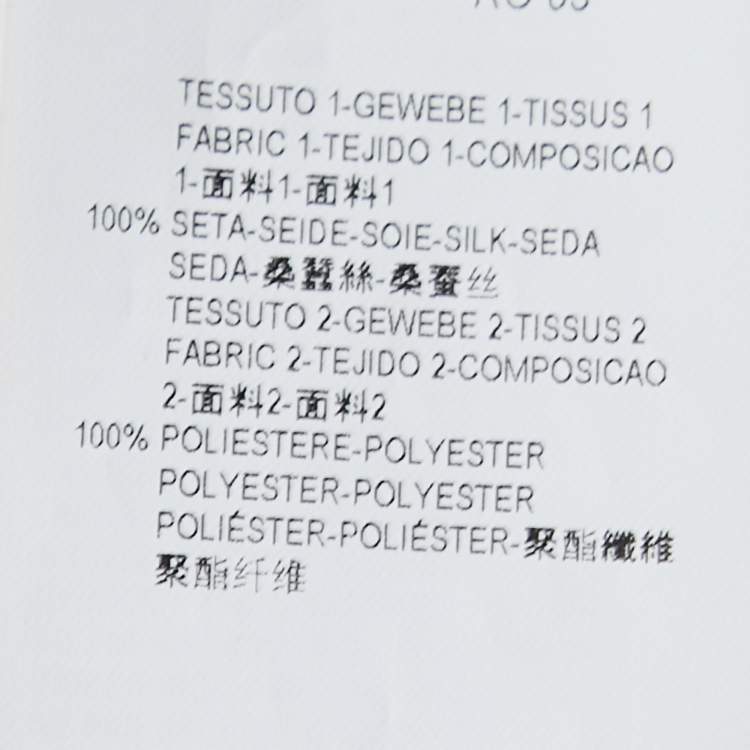 TESSUTO 1-GEWEBE 1-TISSUS 1
FABRIC 1-TEJIDO 1-COMPOSICAO
1-面料1-面料1
100% SETA-SEIDE-SOIE-SILK-SEDA
SEDA-桑蠶絲-桑蚕丝
TESSUTO 2-GEWEBE 2-TISSUS 2
FABRIC 2-TEJIDO 2-COMPOSICAO
2-面料2-面料2
100% POLIESTERE-POLYESTER
POLYESTER-POLYESTER
POLIÉSTER-POLIÉSTER-聚酯纖維
聚酯纤维